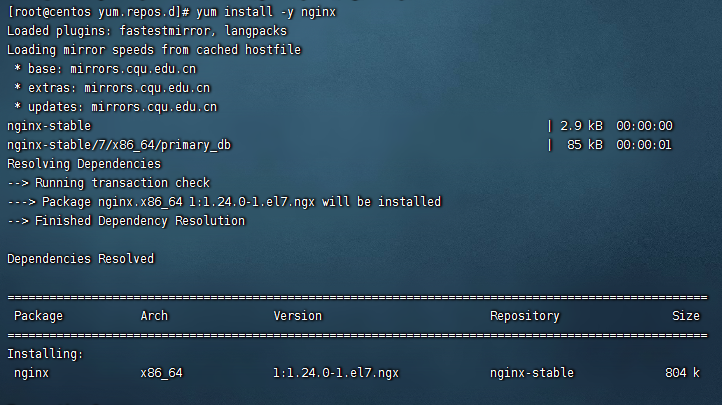 [root@centos yum.repos.d]# yum install -y nginx
Loaded plugins: fastestmirror, langpacks
Loading mirror speeds from cached hostfile
 * base: mirrors.cqu.edu.cn
 * extras: mirrors.cqu.edu.cn
 * updates: mirrors.cqu.edu.cn
nginx-stable | 2.9 kB 00:00:00
nginx-stable/7/x86_64/primary_db | 85 kB 00:00:01
Resolving Dependencies
--> Running transaction check
---> Package nginx.x86_64 1:1.24.0-1.el7.ngx will be installed
--> Finished Dependency Resolution

Dependencies Resolved

====================================================================================================
 Package Arch Version Repository Size
====================================================================================================
Installing:
 nginx x86_64 1:1.24.0-1.el7.ngx nginx-stable 804 k